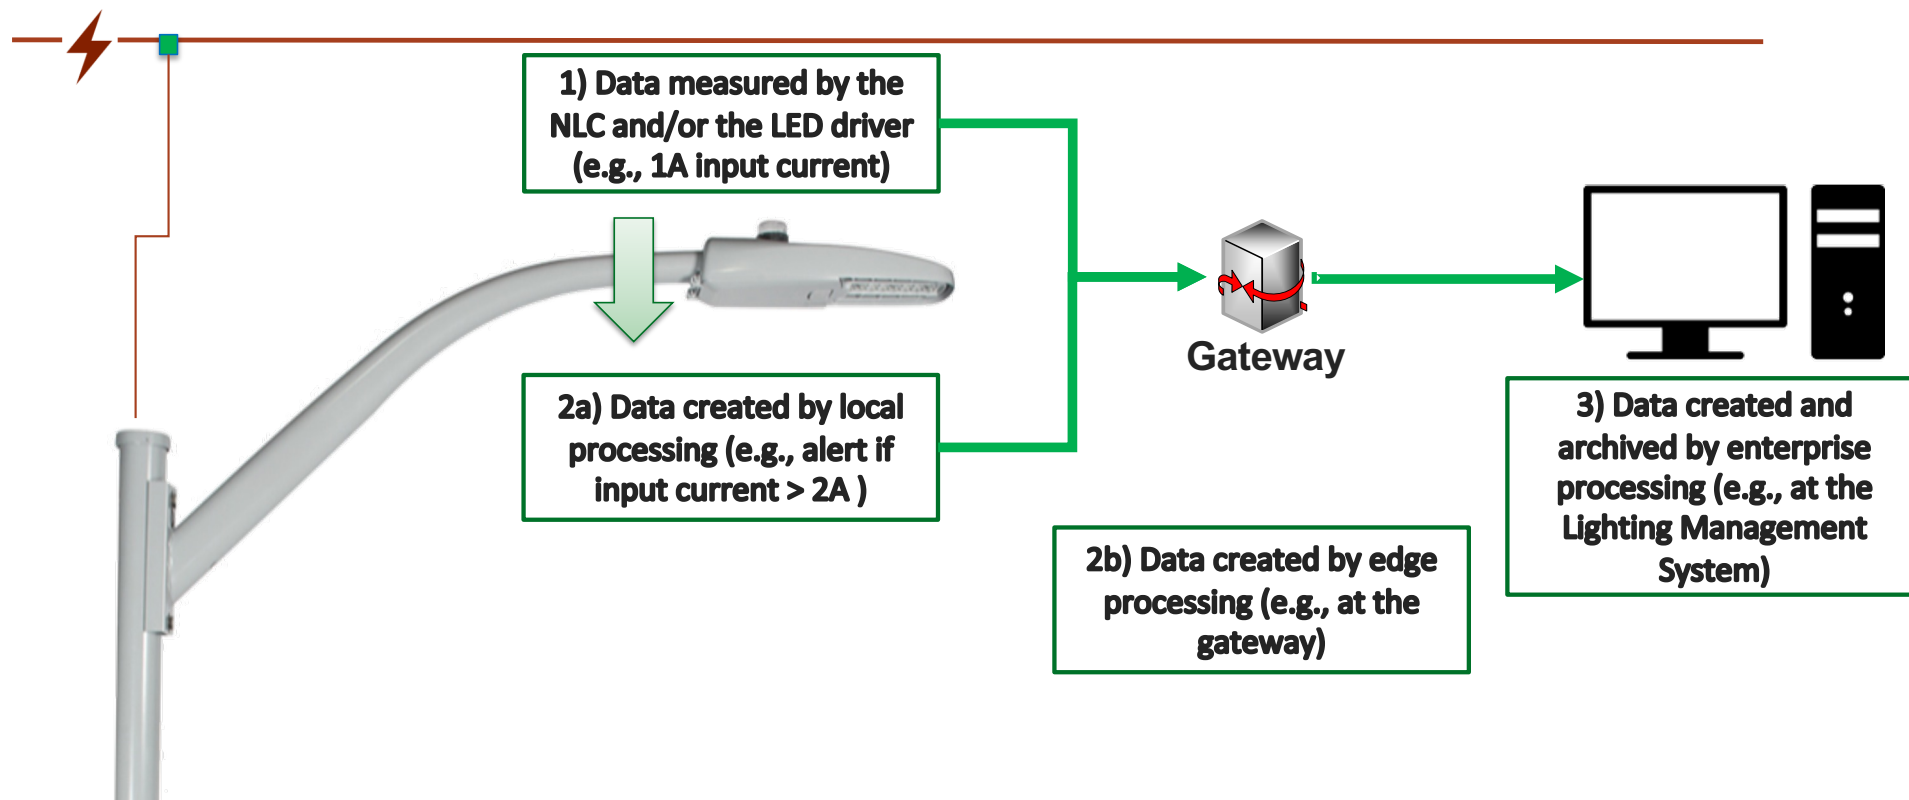 1) Data measured by the
NLC and/or the LED driver
(e.g., 1A input current)
Gateway
2a) Data created by local
processing (e.g., alert if
input current > 2A )
3) Data created and
archived by enterprise
processing (e.g., at the
Lighting Management
System)
2b) Data created by edge
processing (e.g., at the
gateway)